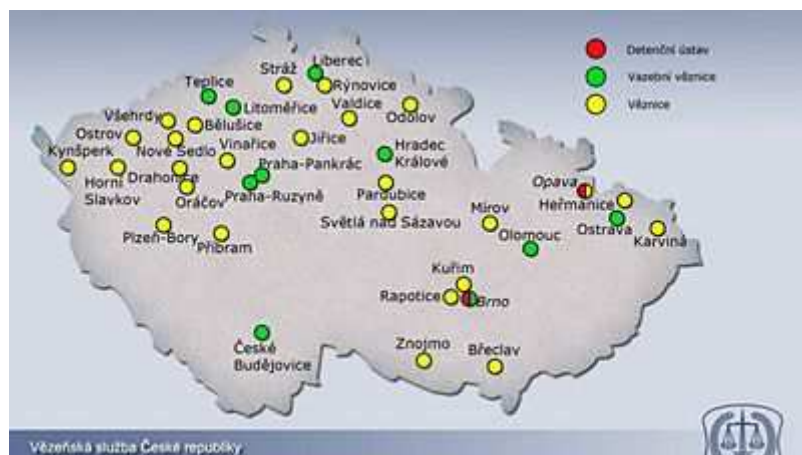 Detenční ústav
Vazební věznice
Věznice
Liberec
Stráž
Rýnovice
Teplice
Litoměřice
Valdice
Odolov
Všehrdy
Bělušice
Ostrov
Nové Sedlo
Vinařice
Jiřice
Hradec
Králové
Kynšperk
Horní
Slavkov
Drahonice
Praha-Pankrác
Praha-Ruzyně
Oráčov
Pardubice
Opava
Heřmanice
Světlá nad Sázavou
Mírov
Ostrava
Olomouc
Karviná
Plzeň-Bory
Příbram
Kuřim
Rapotice
Brno
České
Budějovice
Znojmo
Břeclav
Vězeňská služba České republiky